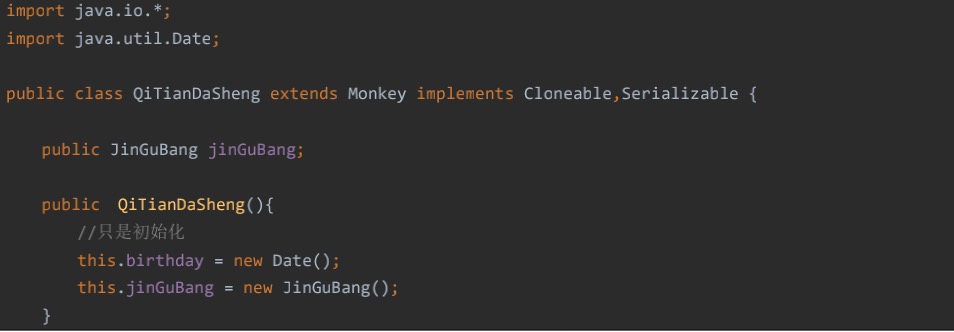 import java.io.*;
import java.util.Date;
public class QiTianDaSheng extends Monkey implements Cloneable,Serializable {
public JinGuBang jinGuBang;
public  QiTianDaSheng(){
//只是初始化
this.birthday = new Date();
this.jinGuBang = new JinGuBang();
}